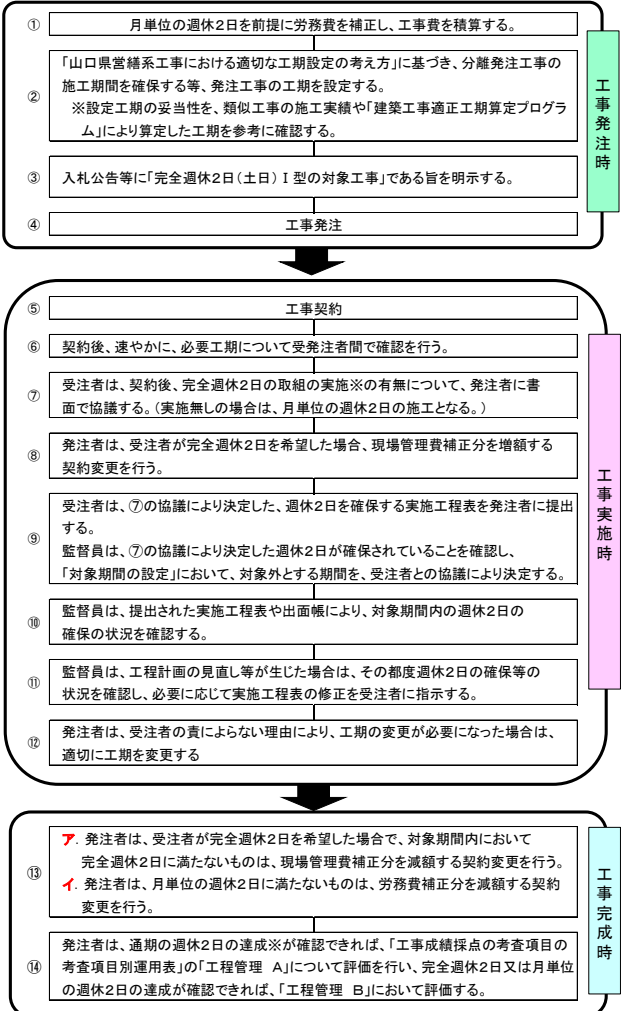 ① 月単位の週休2日を前提に労務費を補正し、工事費を積算する。
② 「山口県営繕系工事における適切な工期設定の考え方」に基づき、分離発注工事の
施工期間を確保する等、発注工事の工期を設定する。
※設定工期の妥当性を、類似工事の施工実績や「建築工事適正工期算定プログラ
ム」により算定した工期を参考に確認する。
③ 入札公告等に「完全週休2日(土日)Ⅰ型の対象工事」である旨を明示する。
④ 工事発注
工事発注時
⑤ 工事契約
⑥ 契約後、速やかに、必要工期について受発注者間で確認を行う。
⑦ 受注者は、契約後、完全週休2日の取組の実施※の有無について、発注者に書
面で協議する。(実施無しの場合は、月単位の週休2日の施工となる。)
⑧ 発注者は、受注者が完全週休2日を希望した場合、現場管理費補正分を増額する
契約変更を行う。
⑨ 受注者は、⑦の協議により決定した、週休2日を確保する実施工程表を発注者に提出
する。
監督員は、⑦の協議により決定した週休2日が確保されていることを確認し、
「対象期間の設定」において、対象外とする期間を、受注者との協議により決定する。
⑩ 監督員は、提出された実施工程表や出面帳により、対象期間内の週休2日の
確保の状況を確認する。
⑪ 監督員は、工程計画の見直し等が生じた場合は、その都度週休2日の確保等の
状況を確認し、必要に応じて実施工程表の修正を受注者に指示する。
⑫ 発注者は、受注者の責によらない理由により、工期の変更が必要になった場合は、
適切に工期を変更する
工事実施時
⑬ ア. 発注者は、受注者が完全週休2日を希望した場合で、対象期間内において
完全週休2日に満たないものは、現場管理費補正分を減額する契約変更を行う。
イ. 発注者は、月単位の週休2日に満たないものは、労務費補正分を減額する契約
変更を行う。
⑭ 発注者は、通期の週休2日の達成※が確認できれば、「工事成績採点の考査項目の
考査項目別運用表」の「工程管理 A」について評価を行い、完全週休2日又は月単位
の週休2日の達成が確認できれば、「工程管理 B」において評価する。
工事完成時